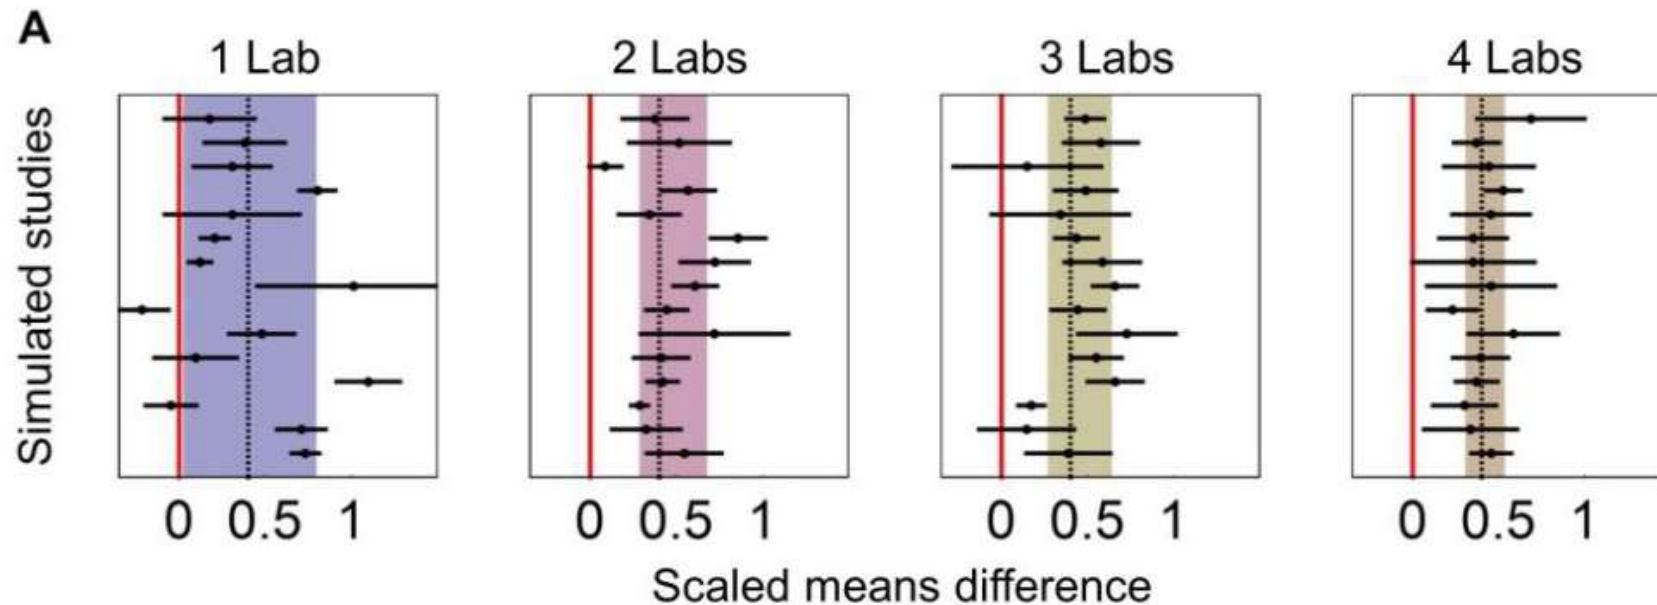 A
1 Lab 2 Labs 3 Labs 4 Labs
Simulated studies
0 0.5 1 0 0.5 1 0 0.5 1 0 0.5 1
Scaled means difference